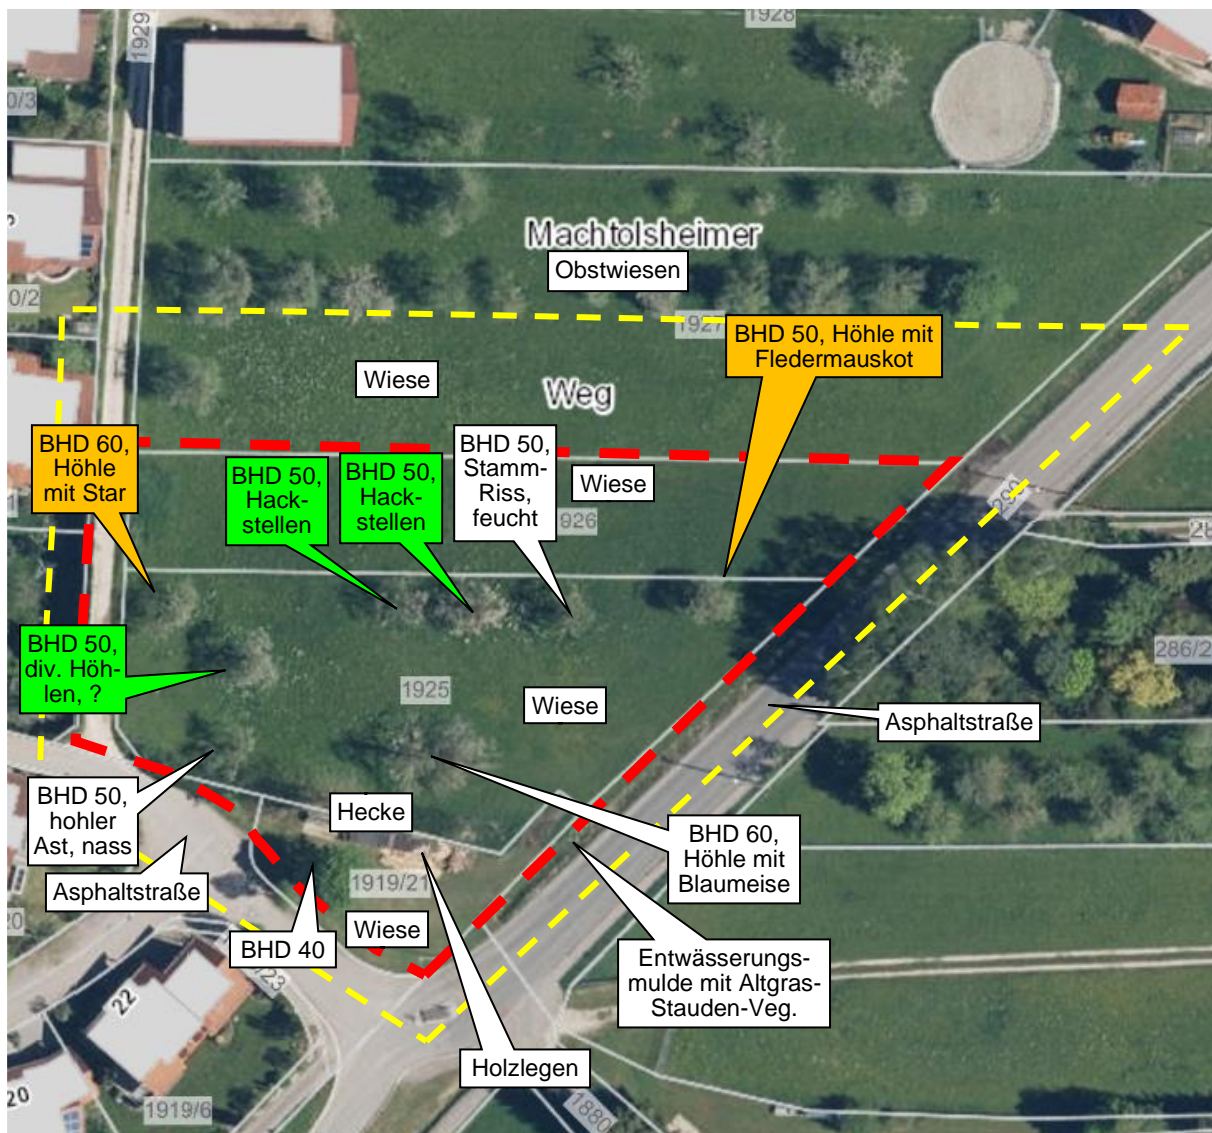 1928
1929
0/3
Machtolsheimer
Obstwiesen
0/2
1927
BHD 50, Höhle mit
Fledermauskot
Wiese
Weg
BHD 60,
Höhle
mit Star
BHD 50,
Hack-
stellen
BHD 50,
Hack-
stellen
BHD 50,
Stamm-
Riss,
feucht
Wiese
926
290
28
BHD 50,
div. Höh-
len, ?
286/2
1925
Wiese
Asphaltstraße
BHD 50,
hohler
Ast, nass
Hecke
BHD 60,
Höhle mit
Blaumeise
Asphaltstraße
1919/21
20
BHD 40
Wiese
Entwässerungs-
mulde mit Altgras-
Stauden-Veg.
/23
22
Holzlegen
20
1919/6
1880